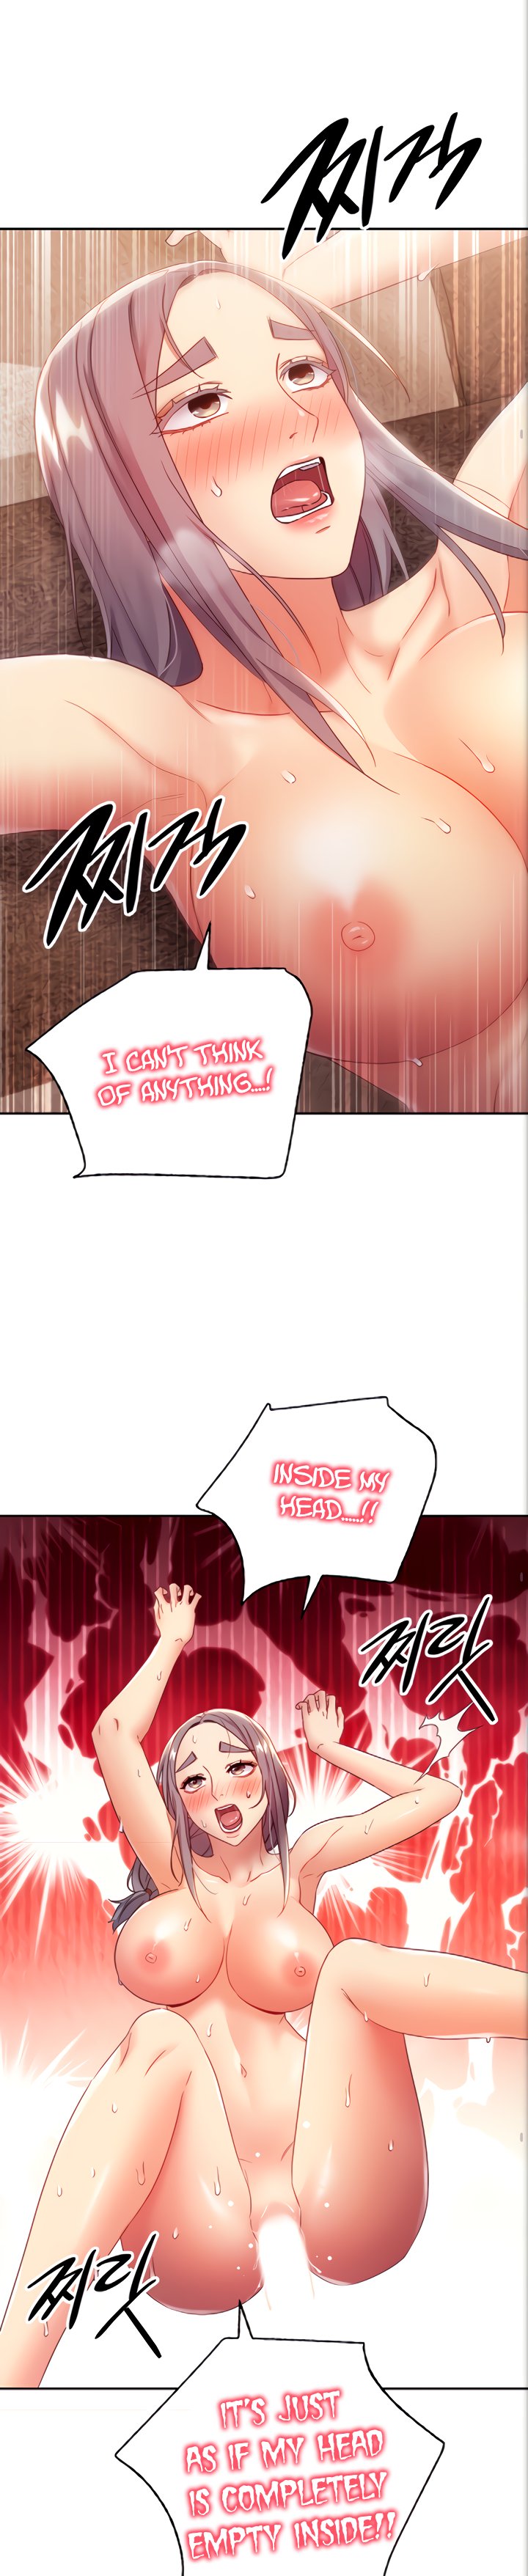 찌걱
찌걱
I CAN'T THINK
OF ANYTHING...!
INSIDE MY
HEAD....!!
찌릿
찌릿
IT'S JUST
AS IF MY HEAD
IS COMPLETELY
EMPTY INSIDE!!